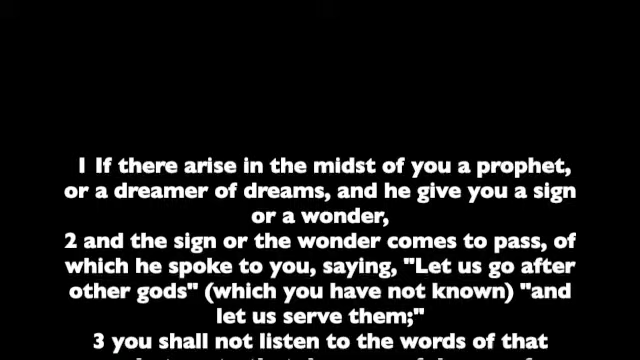 1 If there arise in the midst of you a prophet,
or a dreamer of dreams, and he give you a sign
or a wonder,
2 and the sign or the wonder comes to pass, of
which he spoke to you, saying, "Let us go after
other gods" (which you have not known) "and
let us serve them;"
3 you shall not listen to the words of that